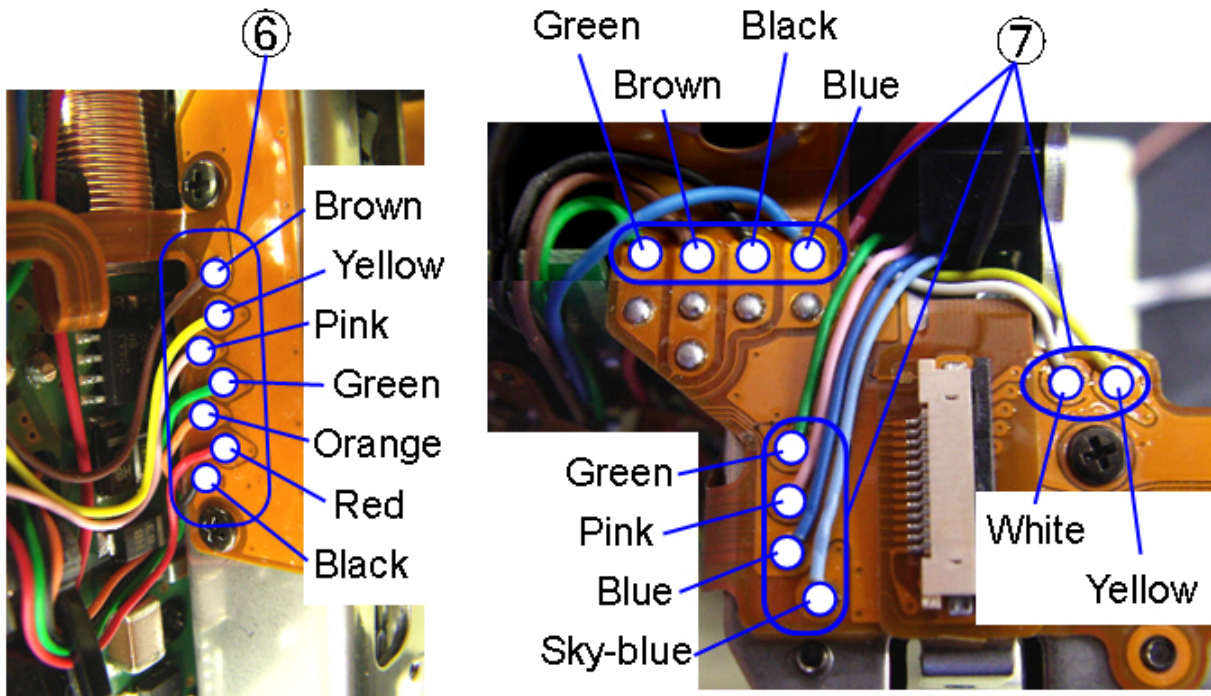 ⑥
Brown
Yellow
Pink
Green
Orange
Red
Black
Green
Black
⑦
Brown
Blue
Green
Pink
Blue
Sky-blue
White
Yellow